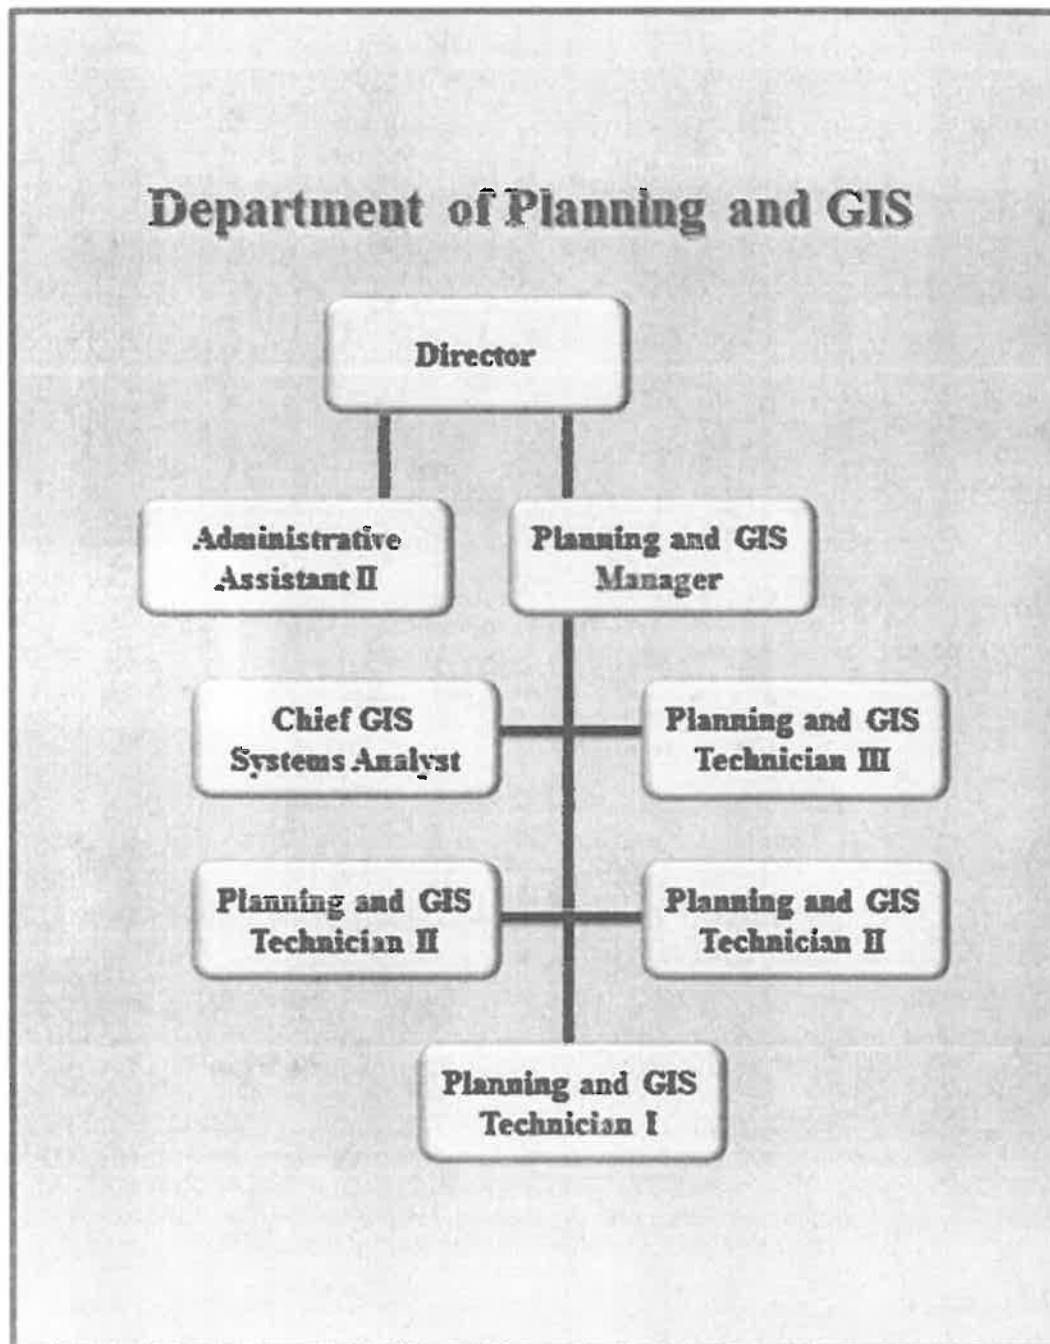 Department of Planning and GIS
Director
Administrative
Assistant II
Planning and GIS
Manager
Chief GIS
Systems Analyst
Planning and GIS
Technician III
Planning and GIS
Technician II
Planning and GIS
Technician II
Planning and GIS
Technician I